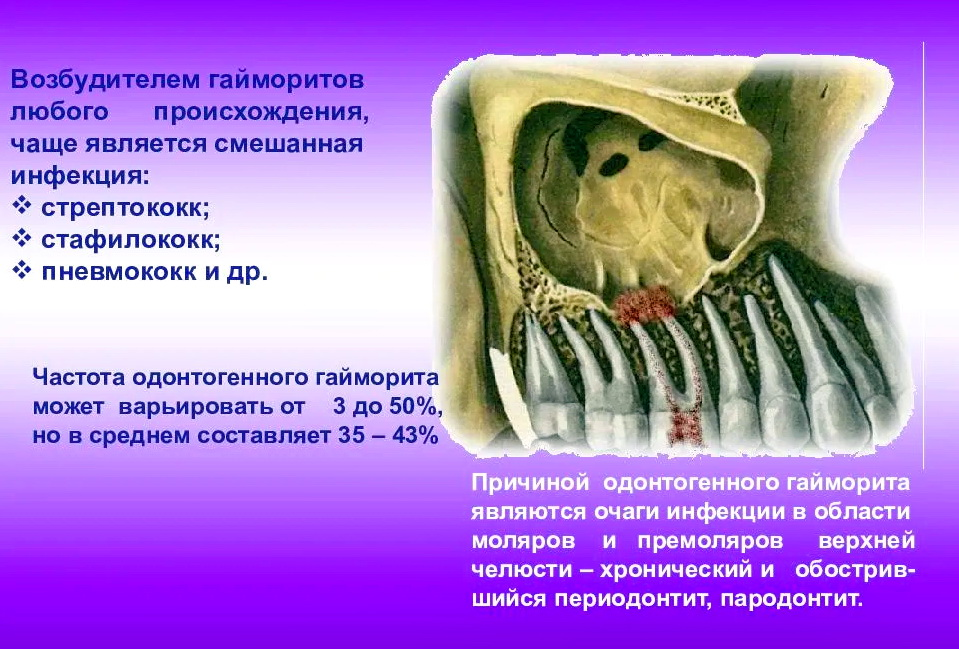 Возбудителем гайморитов
любого происхождения,
чаще является смешанная
инфекция:
❖ стрептококк;
❖ стафилококк;
❖ пневмококк и др.
Частота одонтогенного гайморита
может варьировать от 3 до 50%,
но в среднем составляет 35 – 43%
Причиной одонтогенного гайморита
являются очаги инфекции в области
моляров и премоляров верхней
челюсти – хронический и обострив-
шийся периодонтит, пародонтит.